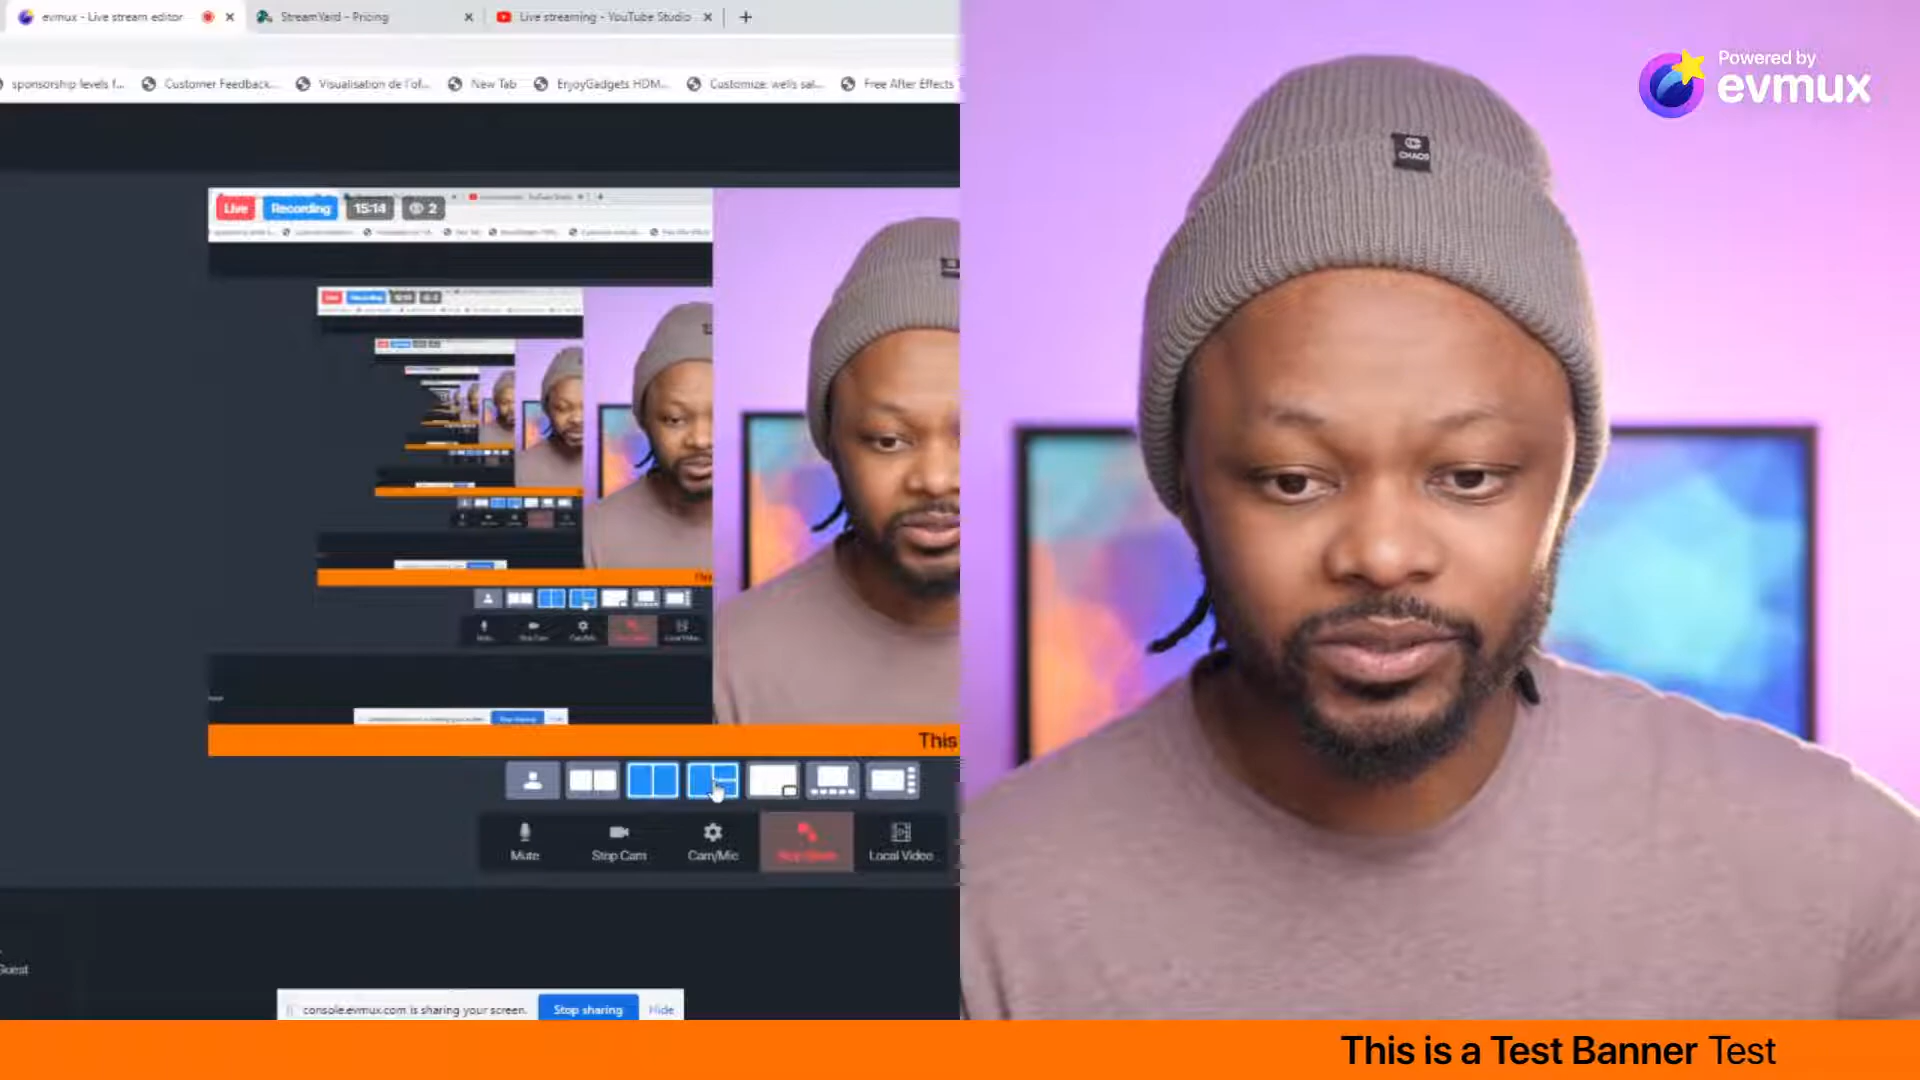 evmux - Live stream editor
StreamYard - Pricing
Live streaming - YouTube Studio
sponsorship levels f...
Customer Feedback...
Visualisation de l'of...
New Tab
EnjoyGadgets HDM...
Customize: wells sal...
Free After Effects
Powered by
evmux
CHAOS
Live
Recording
15:14
2
This
Mute
Stop Cam
Cam/Mic
Local Video
Guest
console.evmux.com is sharing your screen.
Stop sharing
Hide
This is a Test Banner Test